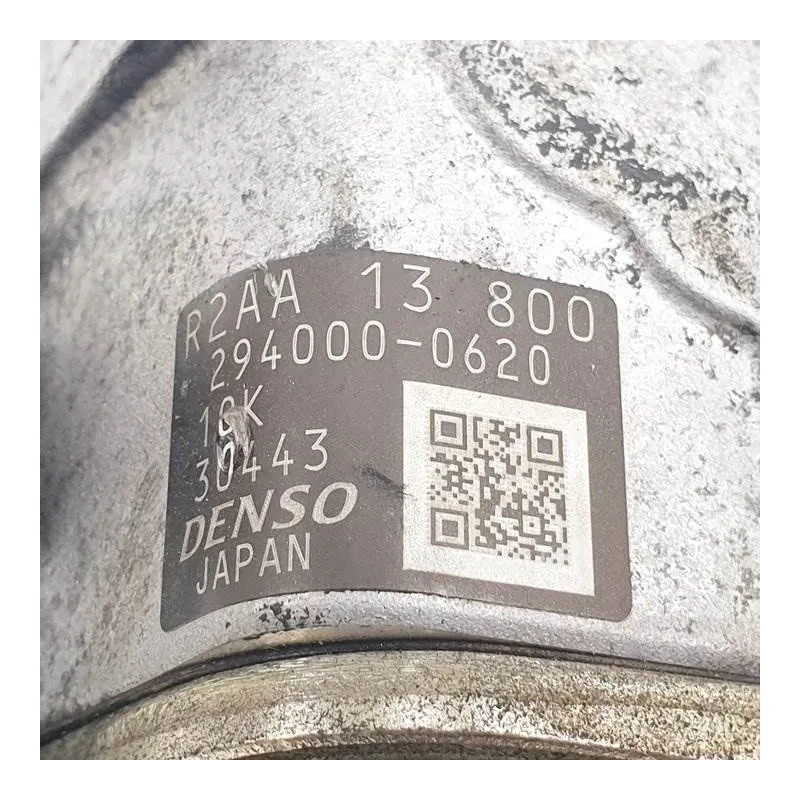 R2AA 13 800
294000-0620
30443
DENSO
JAPAN